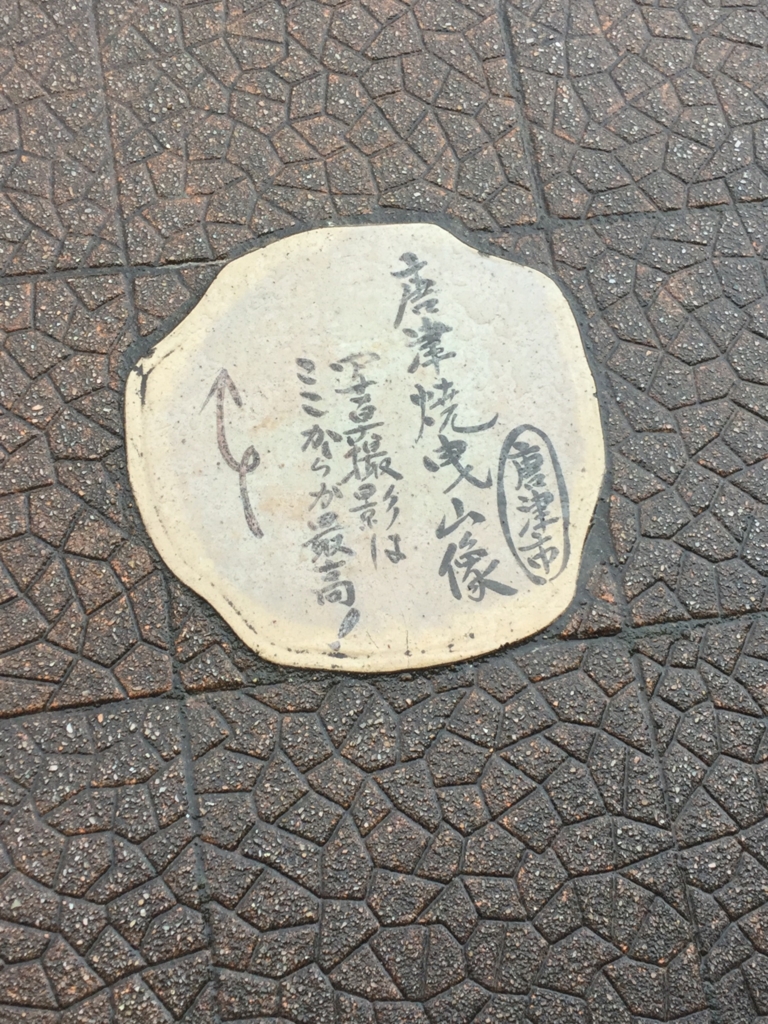 唐津市
唐津焼曳山像
写真撮影は
ここからが最高!